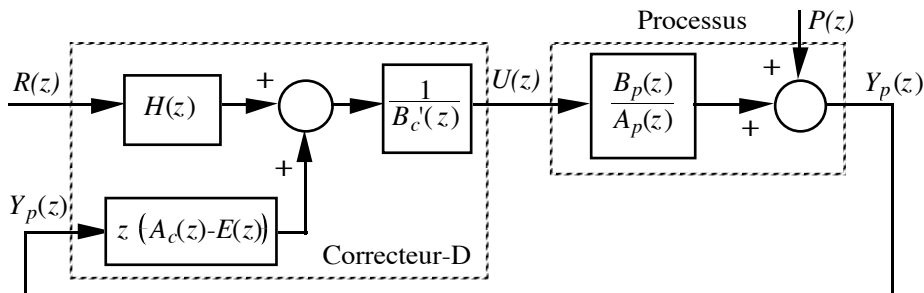 Processus
P(z)
R(z)
H(z)
+
+
1
B_c'(z)
U(z)
B_p(z)
A_p(z)
+
+
Y_p(z)
Y_p(z)
z (-A_c(z)-E(z))
Correcteur-D